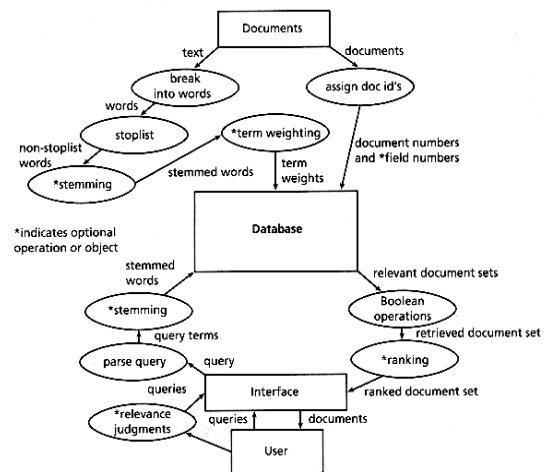 Documents
text
documents
break
into words
assign doc id's
words
stoplist
*term weighting
non-stoplist
words
document numbers
and *field numbers
*stemming
stemmed words
term
weights
Database
*indicates optional
operation or object
stemmed
words
relevant document sets
*stemming
Boolean
operations
query terms
retrieved document set
parse query
query
*ranking
queries
Interface
ranked document set
*relevance
judgments
queries
documents
User